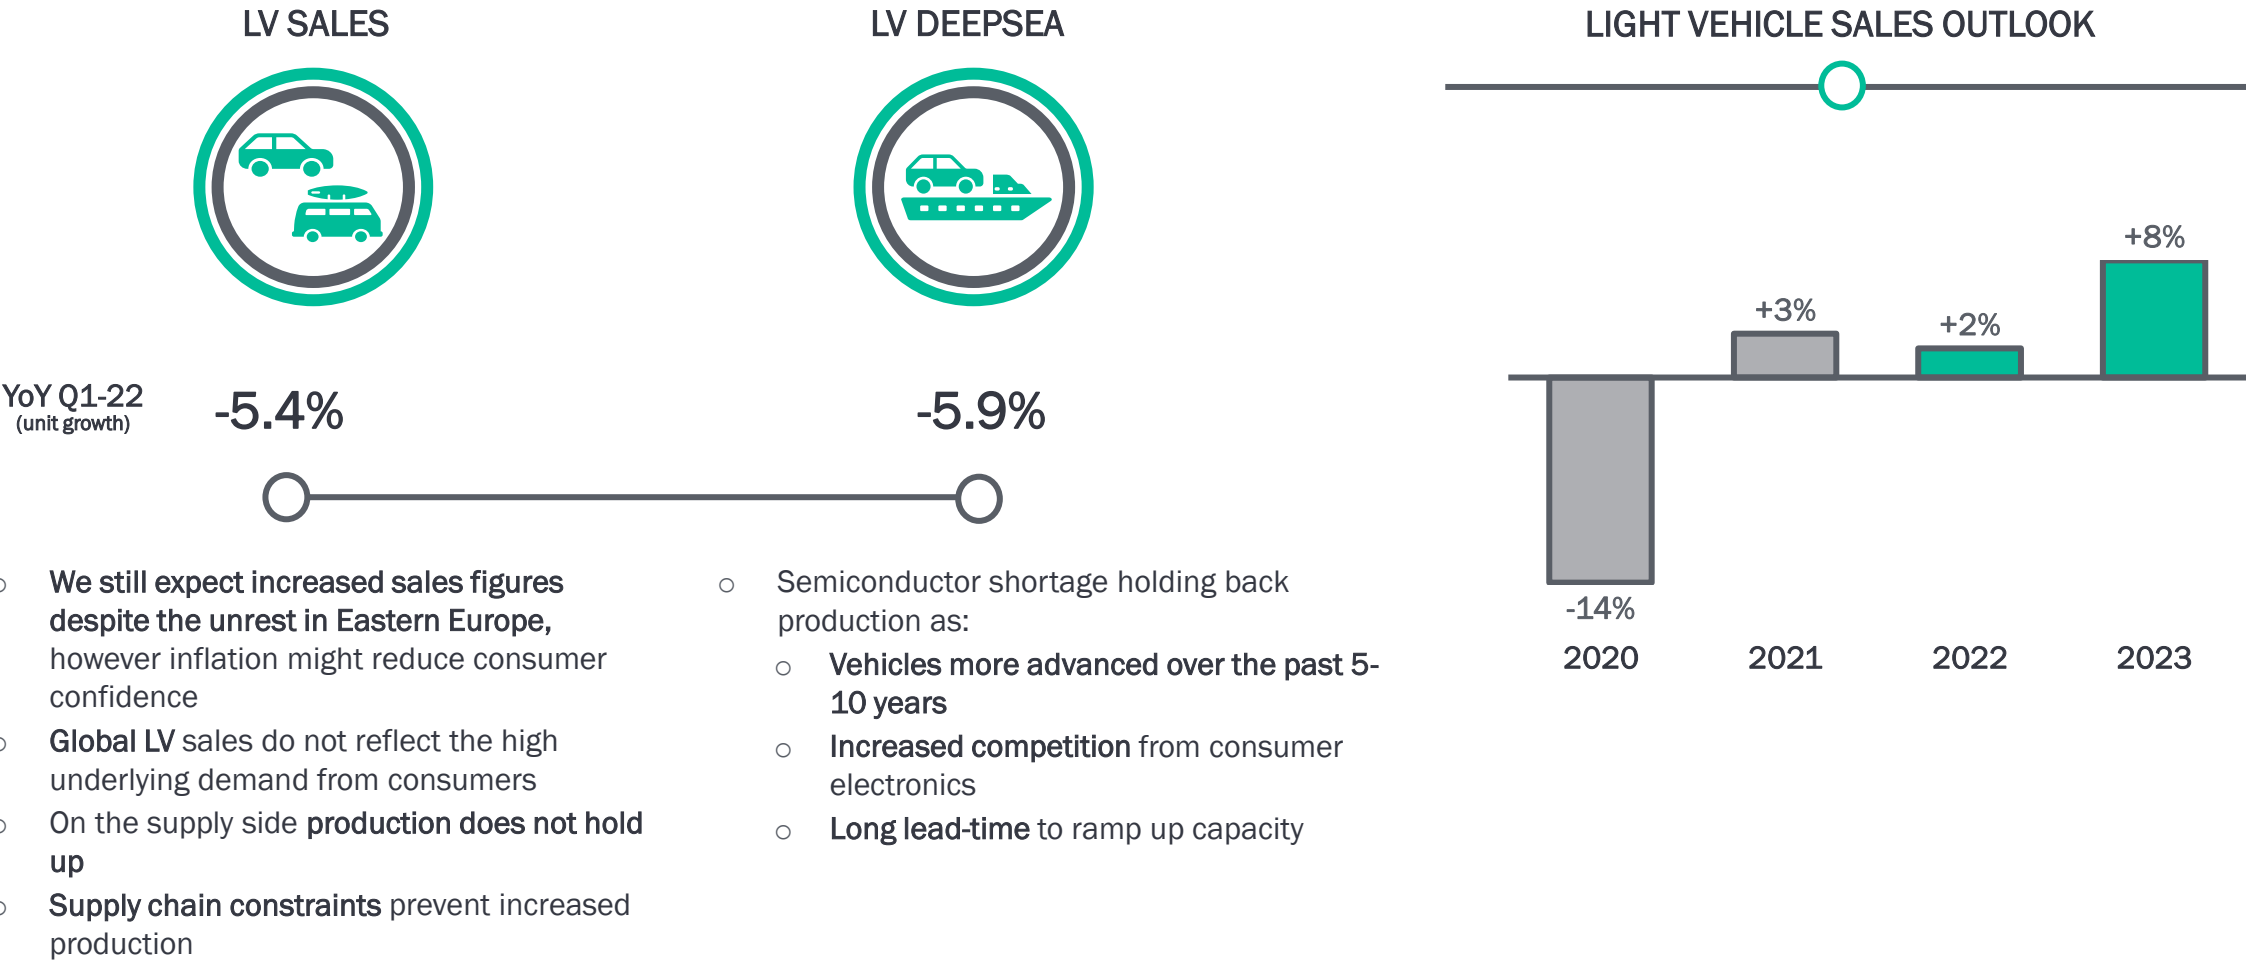 LV SALES
LV DEEPSEA
LIGHT VEHICLE SALES OUTLOOK
YoY Q1-22
(unit growth)
-5.4%
-5.9%
○ We still expect increased sales figures
despite the unrest in Eastern Europe,
however inflation might reduce consumer
confidence
○ Global LV sales do not reflect the high
underlying demand from consumers
○ On the supply side production does not hold
up
○ Supply chain constraints prevent increased
production
○ Semiconductor shortage holding back
production as:
○ Vehicles more advanced over the past 5-
10 years
○ Increased competition from consumer
electronics
○ Long lead-time to ramp up capacity
+8%
+3%
+2%
-14%
2020
2021
2022
2023